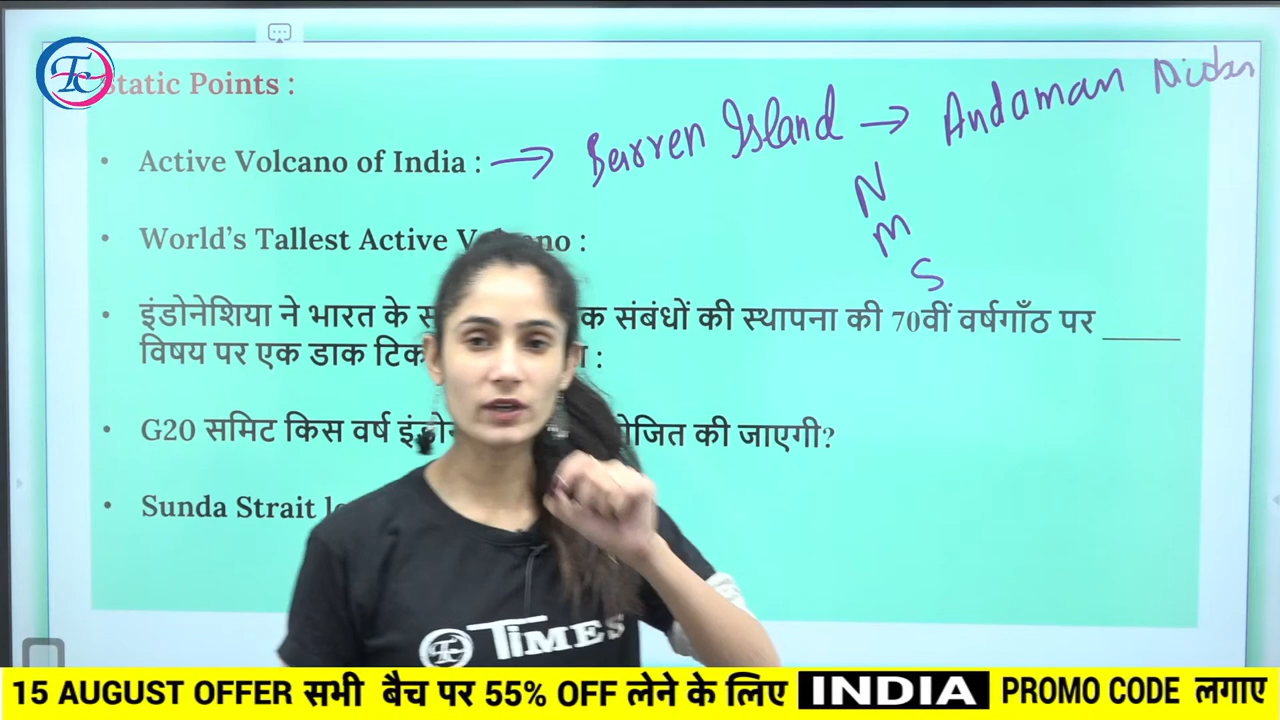 Static Points :
Active Volcano of India : → Barren Island → Andaman
N
M
S
World's Tallest Active :
इंडोनेशिया ने भारत के संबंधों की स्थापना की 70वीं वर्षगाँठ पर ______
विषय पर एक डाक :
G20 समिट किस वर्ष की जाएगी?
Sunda Strait
TC TIMES
15 AUGUST OFFER सभी बैच पर 55% OFF लेने के लिए INDIA PROMO CODE लगाए